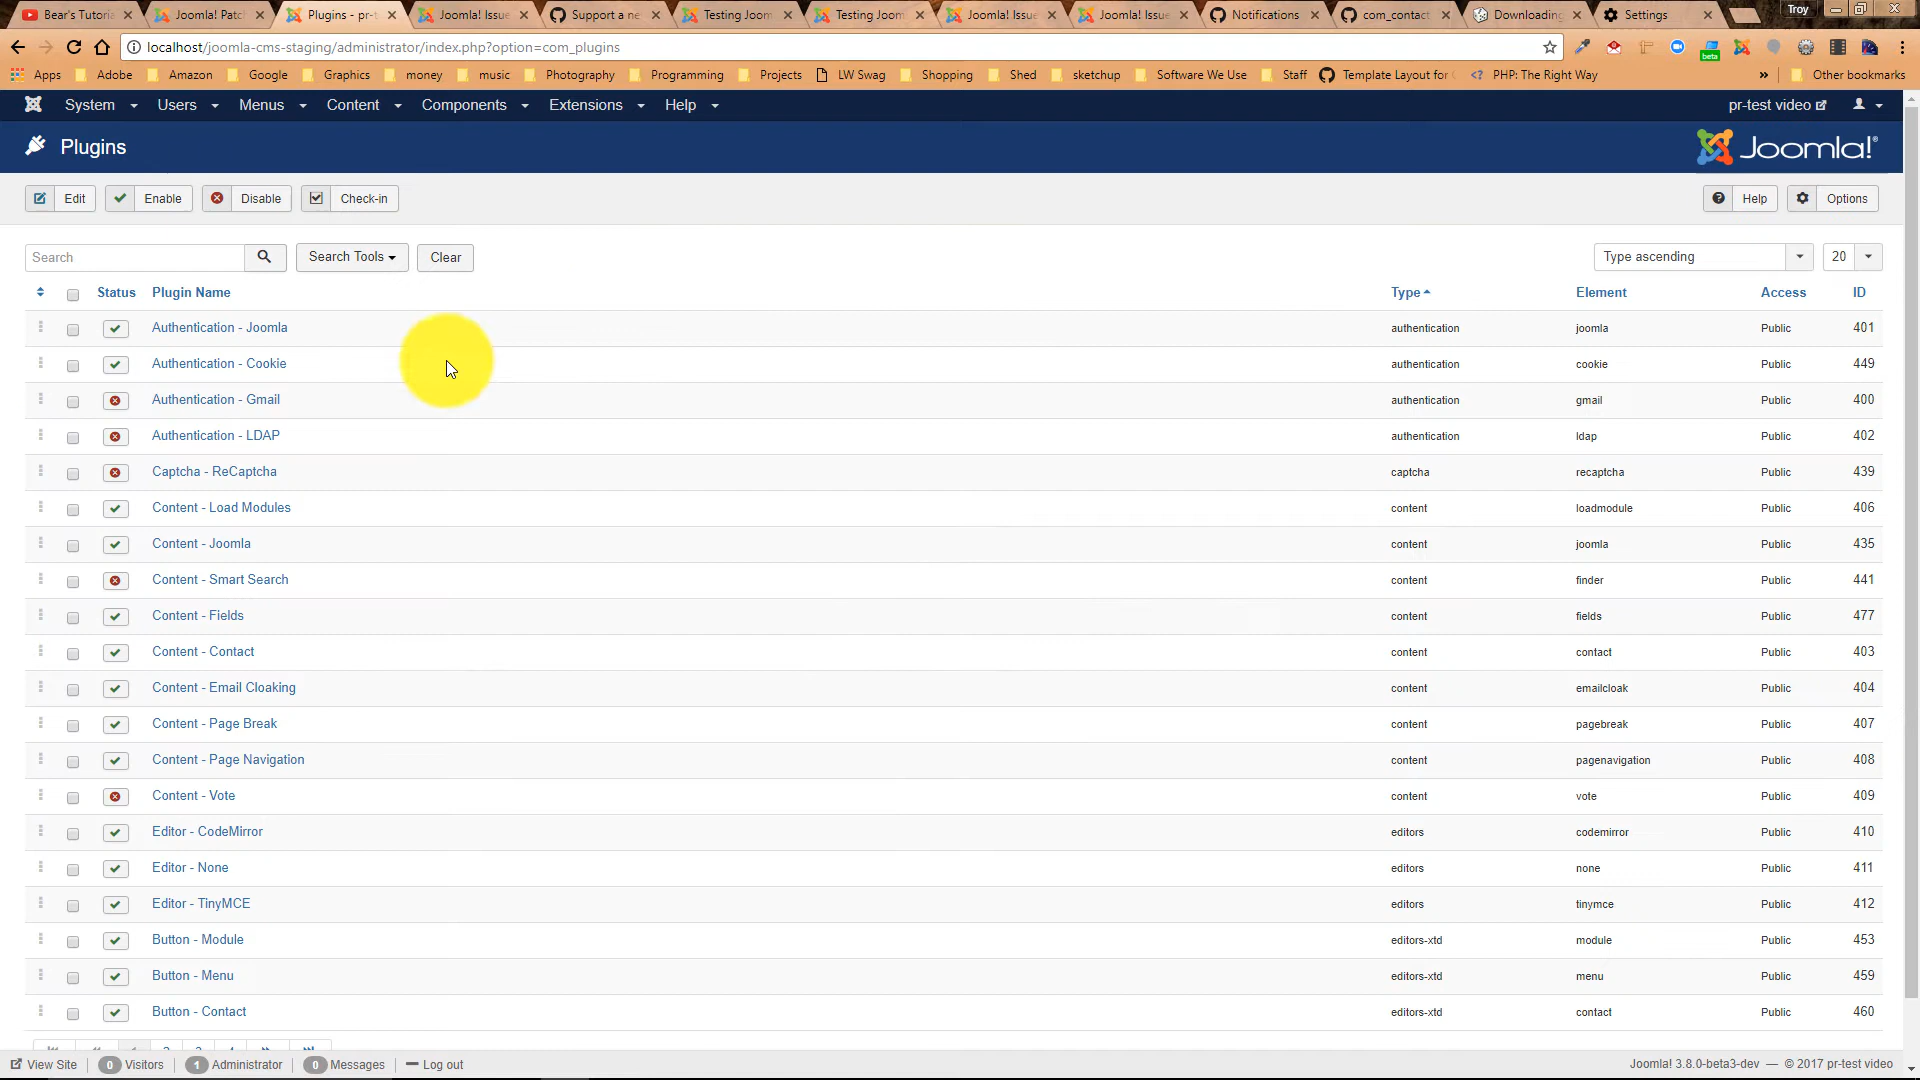 Bear's Tutoria
Joomla! Patc
Plugins - pr-t
Joomla! Issue
Support a ne
Testing Joom
Testing Joom
Joomla! Issue
Joomla! Issue
Notifications
com_contact
Downloading
Settings
Troy
localhost/joomla-cms-staging/administrator/index.php?option=com_plugins
beta
Apps Adobe Amazon Google Graphics money music Photography Programming Projects LW Swag Shopping Shed sketchup Software We Use Staff Template Layout for PHP: The Right Way » Other bookmarks
System Users Menus Content Components Extensions Help pr-test video
Plugins Joomla!®
Edit Enable Disable Check-in Help Options
Search Search Tools Clear Type ascending 20
Status Plugin Name Type Element Access ID
Authentication - Joomla authentication joomla Public 401
Authentication - Cookie authentication cookie Public 449
Authentication - Gmail authentication gmail Public 400
Authentication - LDAP authentication ldap Public 402
Captcha - ReCaptcha captcha recaptcha Public 439
Content - Load Modules content loadmodule Public 406
Content - Joomla content joomla Public 435
Content - Smart Search content finder Public 441
Content - Fields content fields Public 477
Content - Contact content contact Public 403
Content - Email Cloaking content emailcloak Public 404
Content - Page Break content pagebreak Public 407
Content - Page Navigation content pagenavigation Public 408
Content - Vote content vote Public 409
Editor - CodeMirror editors codemirror Public 410
Editor - None editors none Public 411
Editor - TinyMCE editors tinymce Public 412
Button - Module editors-xtd module Public 453
Button - Menu editors-xtd menu Public 459
Button - Contact editors-xtd contact Public 460
View Site 0 Visitors 1 Administrator 0 Messages Log out Joomla! 3.8.0-beta3-dev — © 2017 pr-test video